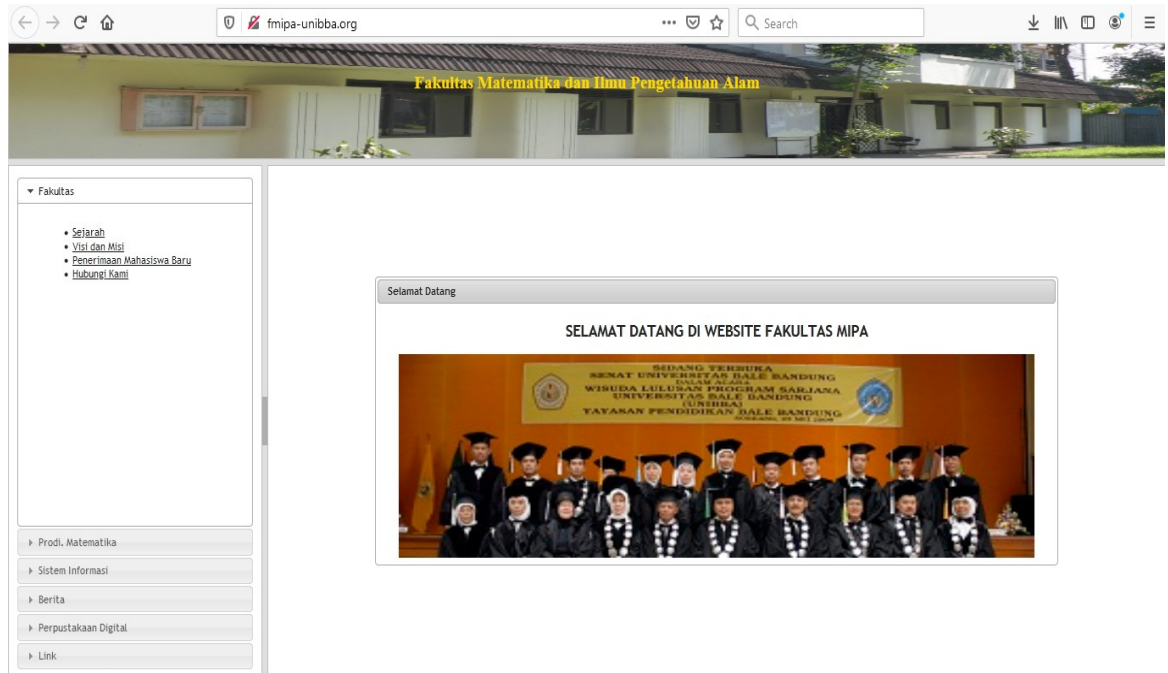 fmipa-unibba.org
Search
Fakultas Matematika dan Ilmu Pengetahuan Alam
Fakultas
Sejarah
Visi dan Misi
Penerimaan Mahasiswa Baru
Hubungi Kami
Prodi. Matematika
Sistem Informasi
Berita
Perpustakaan Digital
Link
Selamat Datang
SELAMAT DATANG DI WEBSITE FAKULTAS MIPA
SIDANG TERBUKA
SENAT UNIVERSITAS BALE BANDUNG
DALAM ACARA
WISUDA LULUSAN PROGRAM SARJANA
UNIVERSITAS BALE BANDUNG
(UNIBBA)
YAYASAN PENDIDIKAN BALE BANDUNG